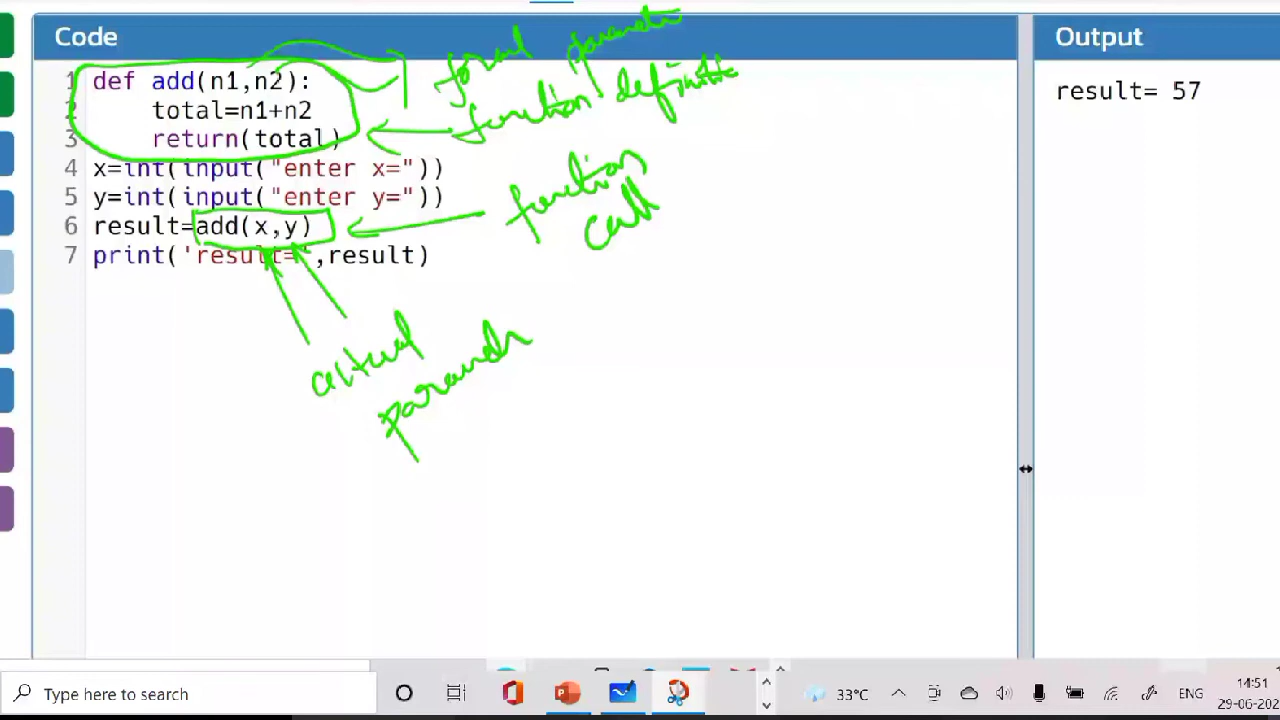 Code
Output
1 def add(n1,n2):
2 total=n1+n2
3 return(total)
4 x=int(input("enter x="))
5 y=int(input("enter y="))
6 result=add(x,y)
7 print('result=',result)
result= 57
formal parameter
function definition
function
call
actual
Type here to search
33°C
ENG
14:51